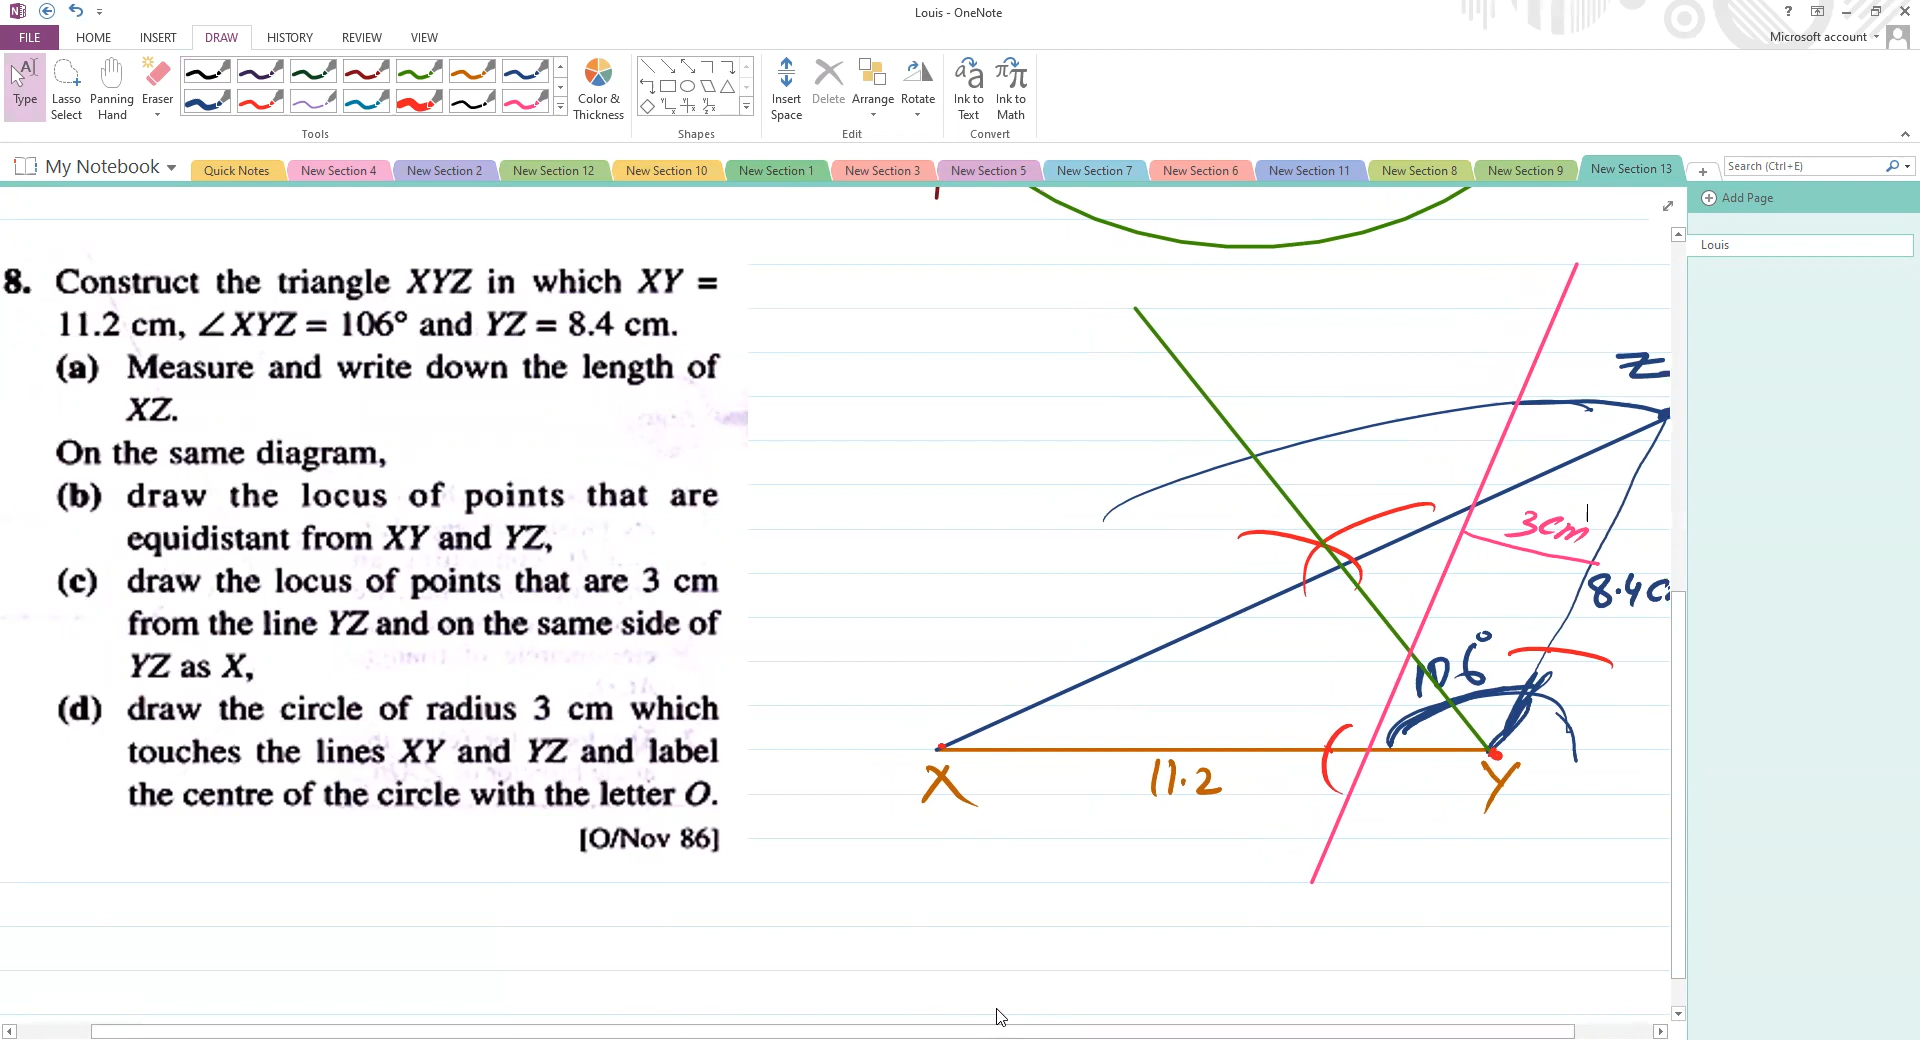 Louis - OneNote
FILE HOME INSERT DRAW HISTORY REVIEW VIEW
Microsoft account
Type
Lasso Select
Panning Hand
Eraser
Color & Thickness
Insert Space
Delete
Arrange
Rotate
Ink to Text
Ink to Math
Tools
Shapes
Edit
Convert
My Notebook
Quick Notes
New Section 4
New Section 2
New Section 12
New Section 10
New Section 1
New Section 3
New Section 5
New Section 7
New Section 6
New Section 11
New Section 8
New Section 9
New Section 13
Search (Ctrl+E)
Add Page
Louis
8. Construct the triangle XYZ in which XY =
11.2 cm, ∠XYZ = 106° and YZ = 8.4 cm.
(a) Measure and write down the length of
XZ.
On the same diagram,
(b) draw the locus of points that are
equidistant from XY and YZ,
(c) draw the locus of points that are 3 cm
from the line YZ and on the same side of
YZ as X,
(d) draw the circle of radius 3 cm which
touches the lines XY and YZ and label
the centre of the circle with the letter O.
[O/Nov 86]
Z
3cm
8.4c
106°
X
11.2
Y